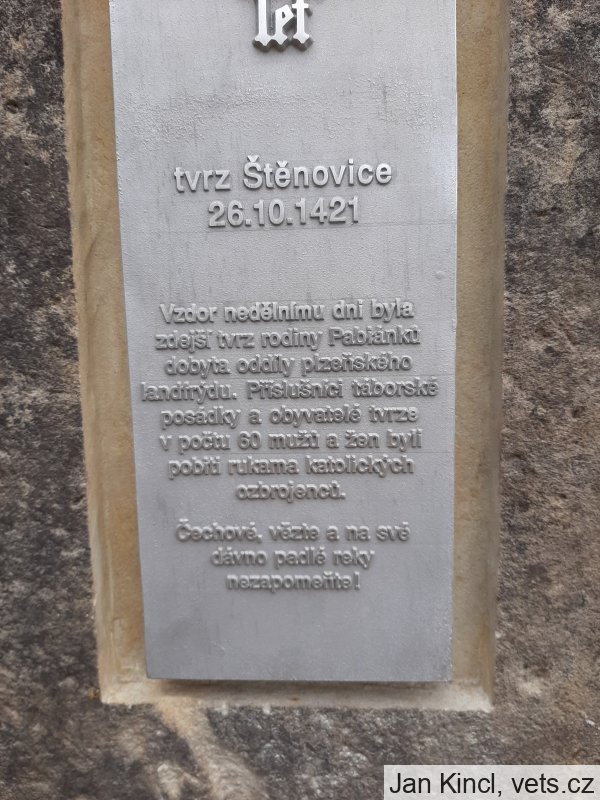 let
tvrz Štěnovice
26.10.1421
Vzdor nedělnímu dni byla
zdejší tvrz rodiny Pabiánků
dobyta oddíly plzeňského
landfrýdu. Příslušníci táborské
posádky a obyvatelé tvrze
v počtu 60 mužů a žen byli
pobiti rukama katolických
ozbrojenců.
Čechové, vězte a na své
dávno padlé reky
nezapomeňte!
Jan Kincl, vets.cz